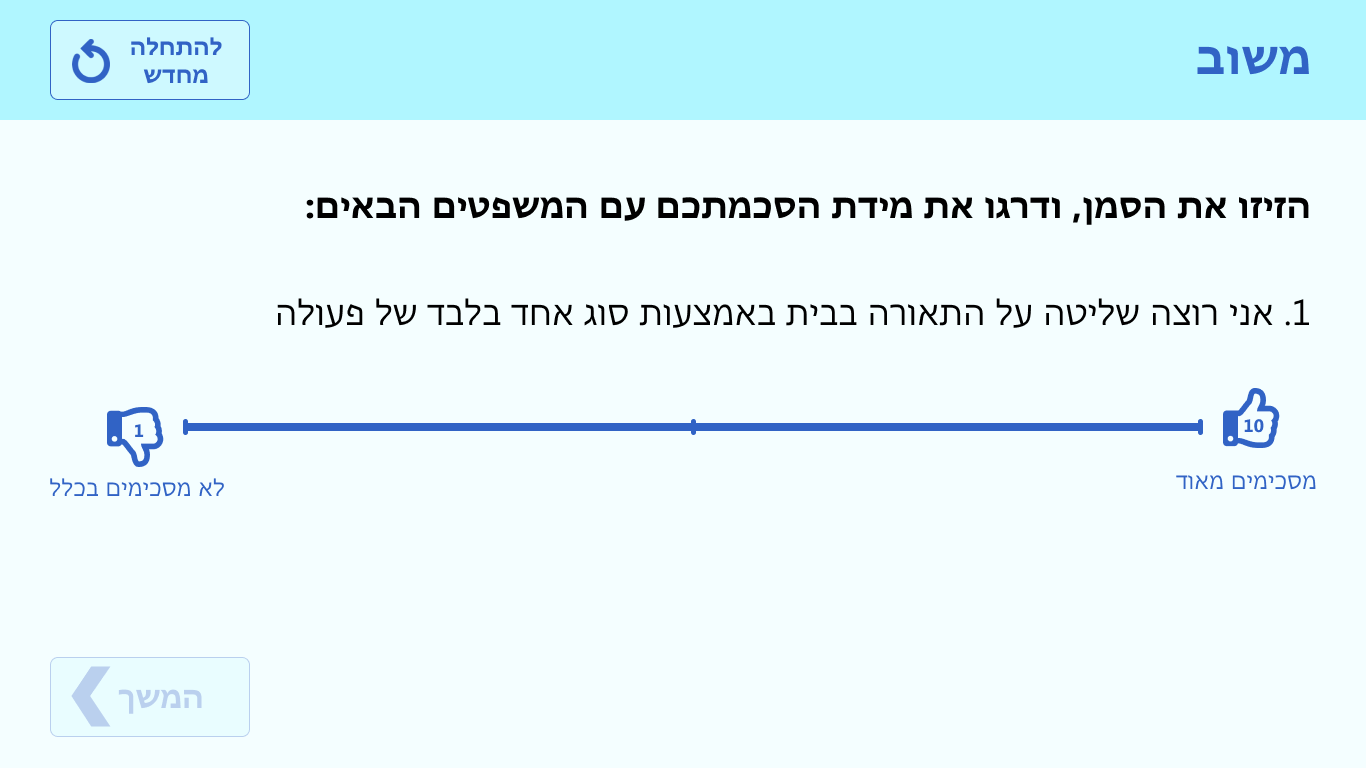 משוב
להתחלה
מחדש
הזיזו את הסמן, ודרגו את מידת הסכמתכם עם המשפטים הבאים:
1. אני רוצה שליטה על התאורה בבית באמצעות סוג אחד בלבד של פעולה
10
1
מסכימים מאוד
לא מסכימים בכלל
המשך